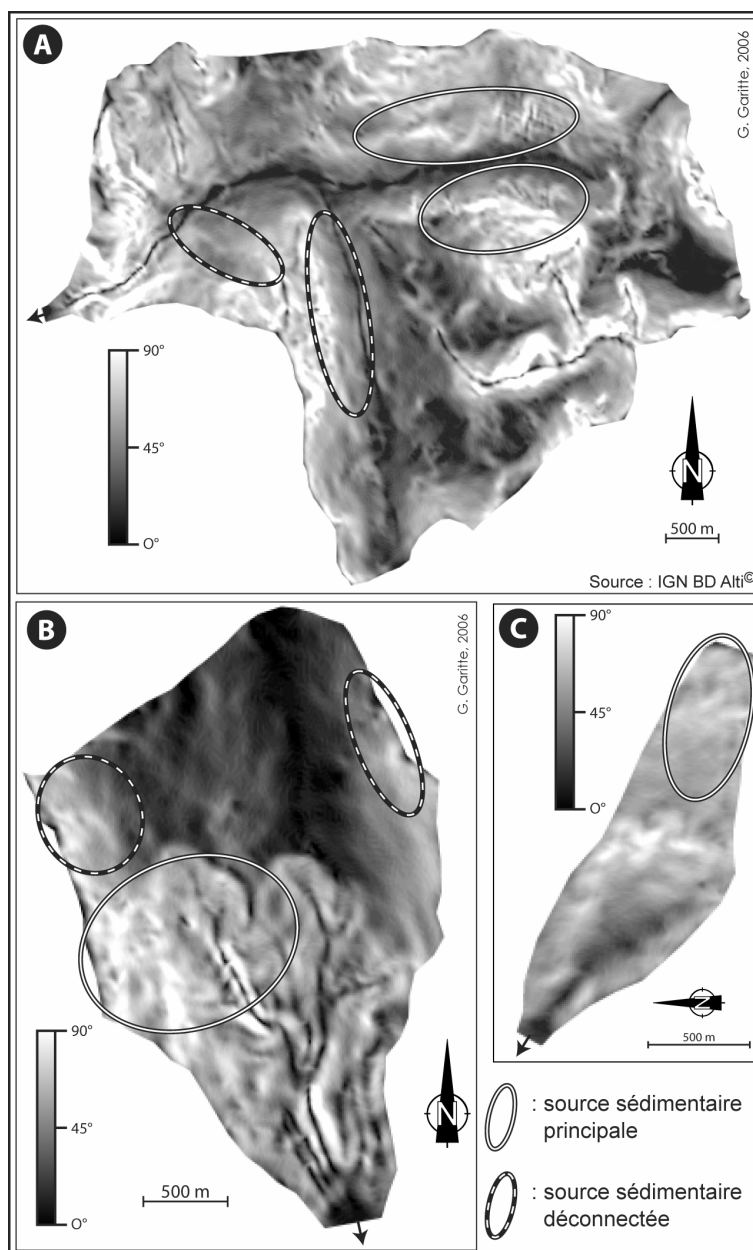 A
G. Garitte, 2006
90°
45°
O°
N
500 m
Source : IGN BD Alti©
B
G. Garitte, 2006
90°
45°
O°
500 m
N
C
90°
45°
O°
N
500 m
: source sédimentaire
principale
: source sédimentaire
déconnectée